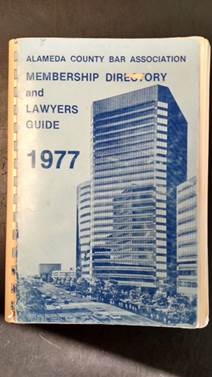 ALAMEDA COUNTY BAR ASSOCIATION
MEMBERSHIP DIRECTORY
and
LAWYERS
GUIDE
1977